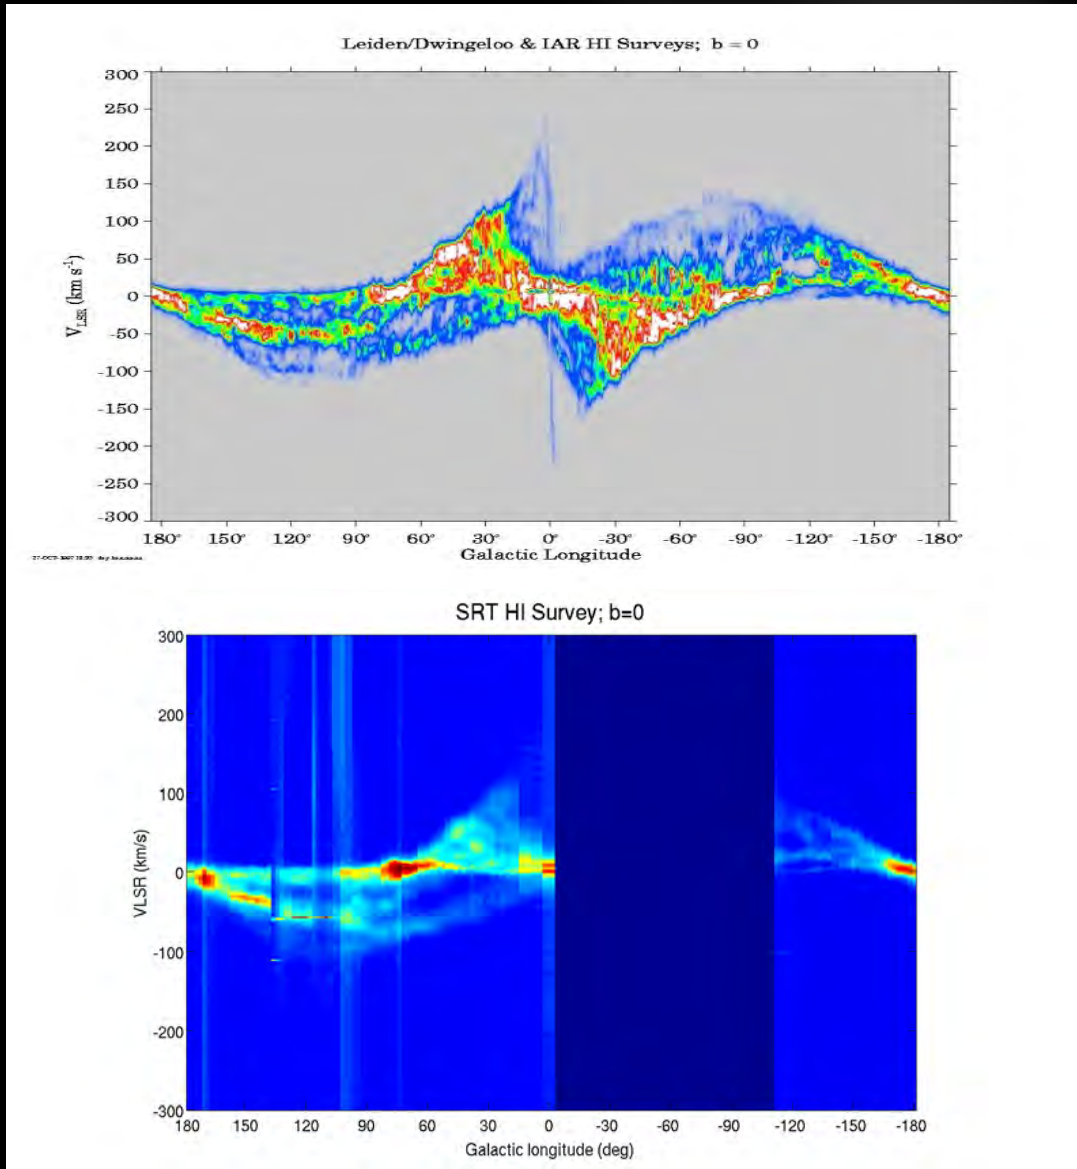 Leiden/Dwingeloo & IAR HI Surveys; b = 0
300
250
200
150
100
50
0
-50
-100
-150
-200
-250
-300
V_LSR (km s⁻¹)
180° 150° 120° 90° 60° 30° 0° -30° -60° -90° -120° -150° -180°
Galactic Longitude
SRT HI Survey; b=0
300
200
100
0
-100
-200
-300
VLSR (km/s)
180 150 120 90 60 30 0 -30 -60 -90 -120 -150 -180
Galactic longitude (deg)